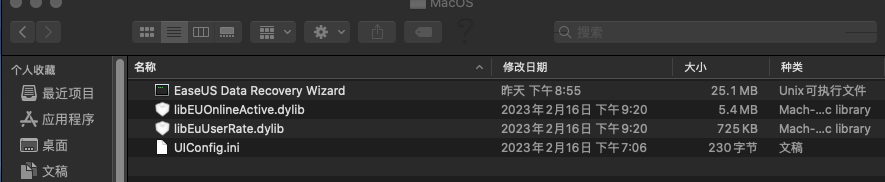 MacOS
搜索
个人收藏
最近项目
应用程序
桌面
文稿
名称 修改日期 大小 种类
EaseUS Data Recovery Wizard 昨天 下午8:55 25.1 MB Unix可执行文件
libEUOnlineActive.dylib 2023年2月16日 下午9:20 5.4 MB Mach-...c library
libEuUserRate.dylib 2023年2月16日 下午9:20 725 KB Mach-...c library
UIConfig.ini 2023年2月16日 下午7:06 230 字节 文稿